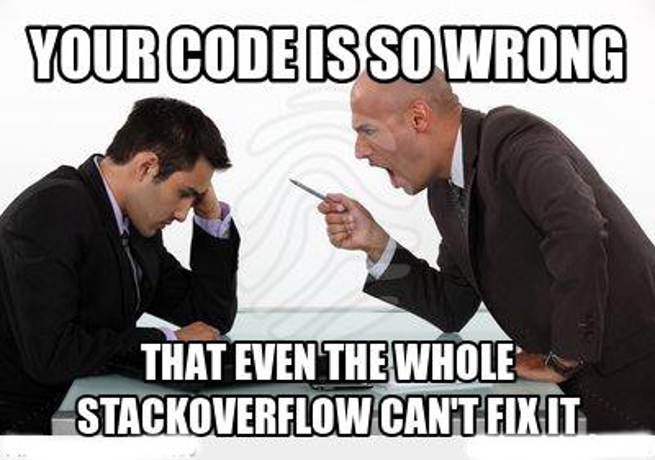 YOUR CODE IS SO WRONG
THAT EVEN THE WHOLE
STACKOVERFLOW CAN'T FIX IT